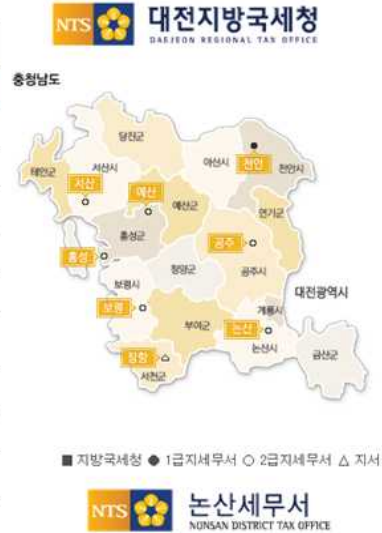 NTS 대전지방국세청
DAEJEON REGIONAL TAX OFFICE
충청남도
당진군
태안군
서산시
아산시
천안
천안시
서산
예산
예산군
연기군
홍성군
공주
홍성
청양군
공주시
보령시
대전광역시
계룡시
보령
부여군
논산
논산시
금산군
장항
서천군
■ 지방국세청 ● 1급지세무서 ○ 2급지세무서 △ 지서
NTS 논산세무서
NONSAN DISTRICT TAX OFFICE